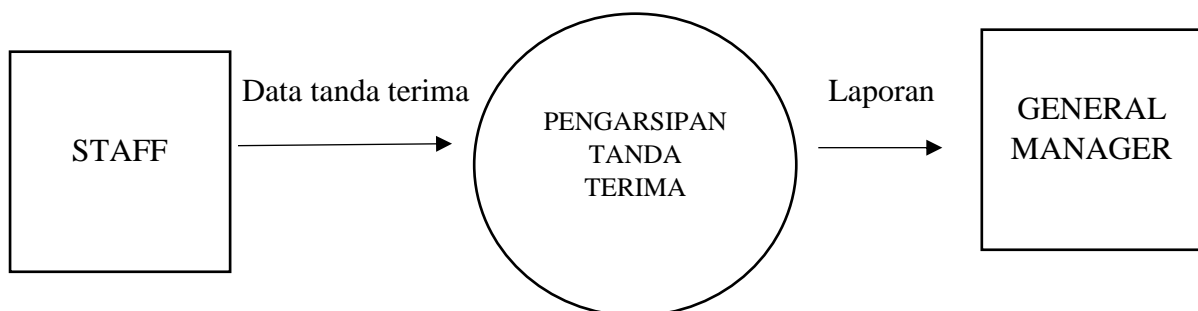 STAFF
Data tanda terima
PENGARSIPAN
TANDA
TERIMA
Laporan
GENERAL
MANAGER